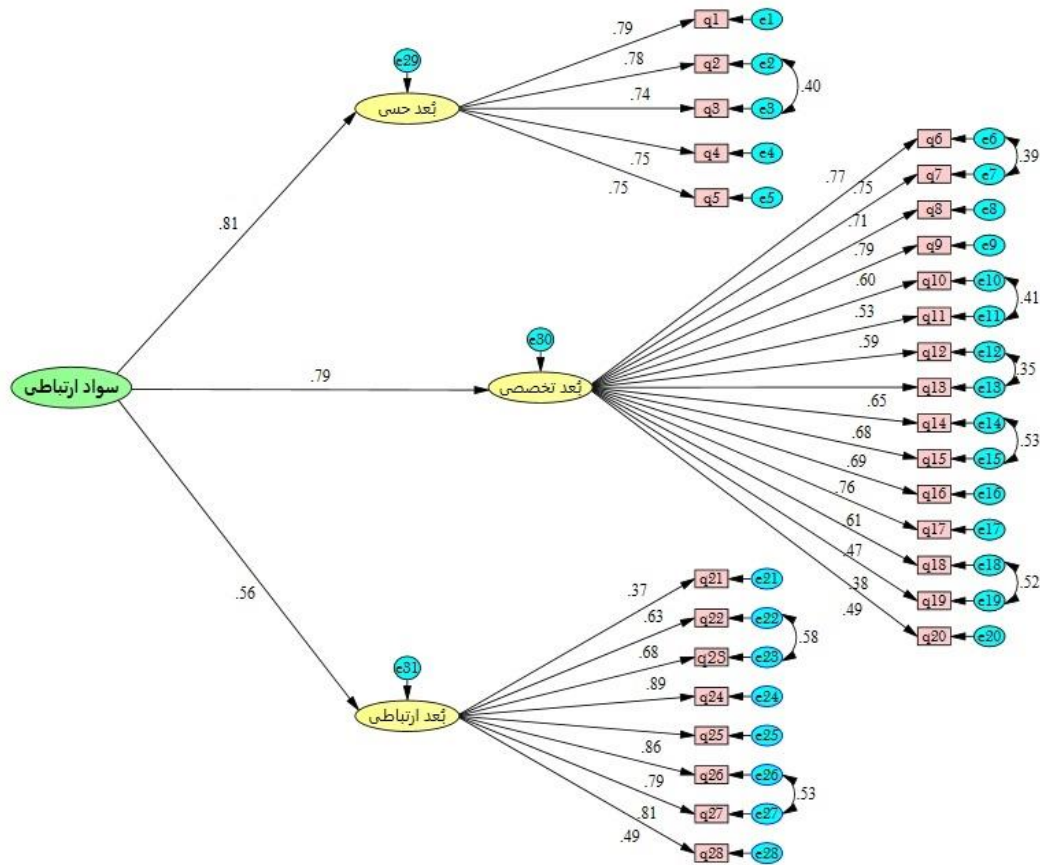 .79
q1
e1
.78
q2
e2
.40
.74
q3
e3
.75
q4
e4
.75
q5
e5
e29
بُعد حسی
.81
.77
q6
e6
.39
.75
q7
e7
.71
q8
e8
.79
q9
e9
.60
q10
e10
.41
.53
q11
e11
.59
q12
e12
.35
q13
e13
.65
q14
e14
.53
.68
q15
e15
.69
q16
e16
.76
q17
e17
.61
q18
e18
.52
.47
q19
e19
.38
.49
q20
e20
e30
بُعد تخصصی
.79
سواد ارتباطی
.56
.37
q21
e21
.63
q22
e22
.58
.68
q23
e23
.89
q24
e24
q25
e25
.86
q26
e26
.53
.79
q27
e27
.81
.49
q28
e28
e31
بُعد ارتباطی